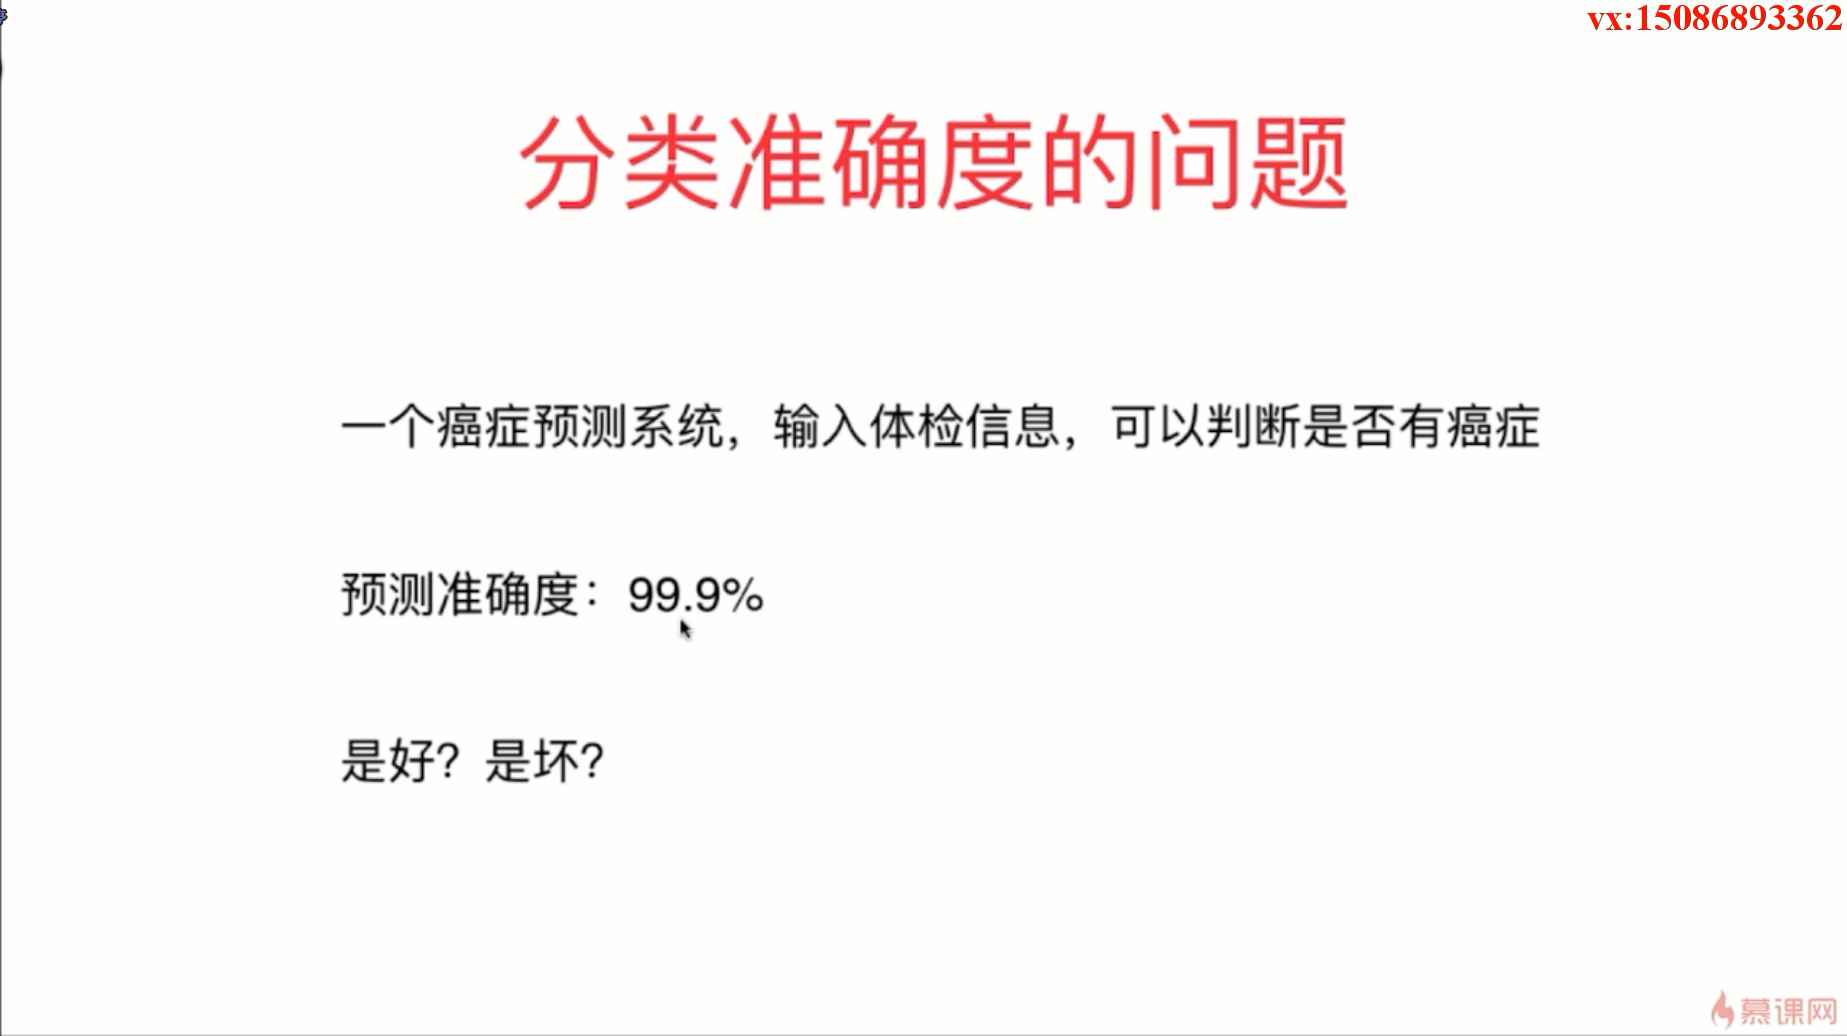 vx:15086893362
分类准确度的问题
一个癌症预测系统，输入体检信息，可以判断是否有癌症
预测准确度：99.9%
是好？是坏？
慕课网